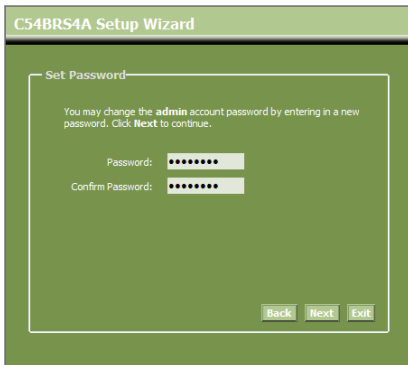 C54BRS4A Setup Wizard
Set Password
You may change the admin account password by entering in a new
password. Click Next to continue.
Password: ••••••••
Confirm Password: ••••••••
Back Next Exit